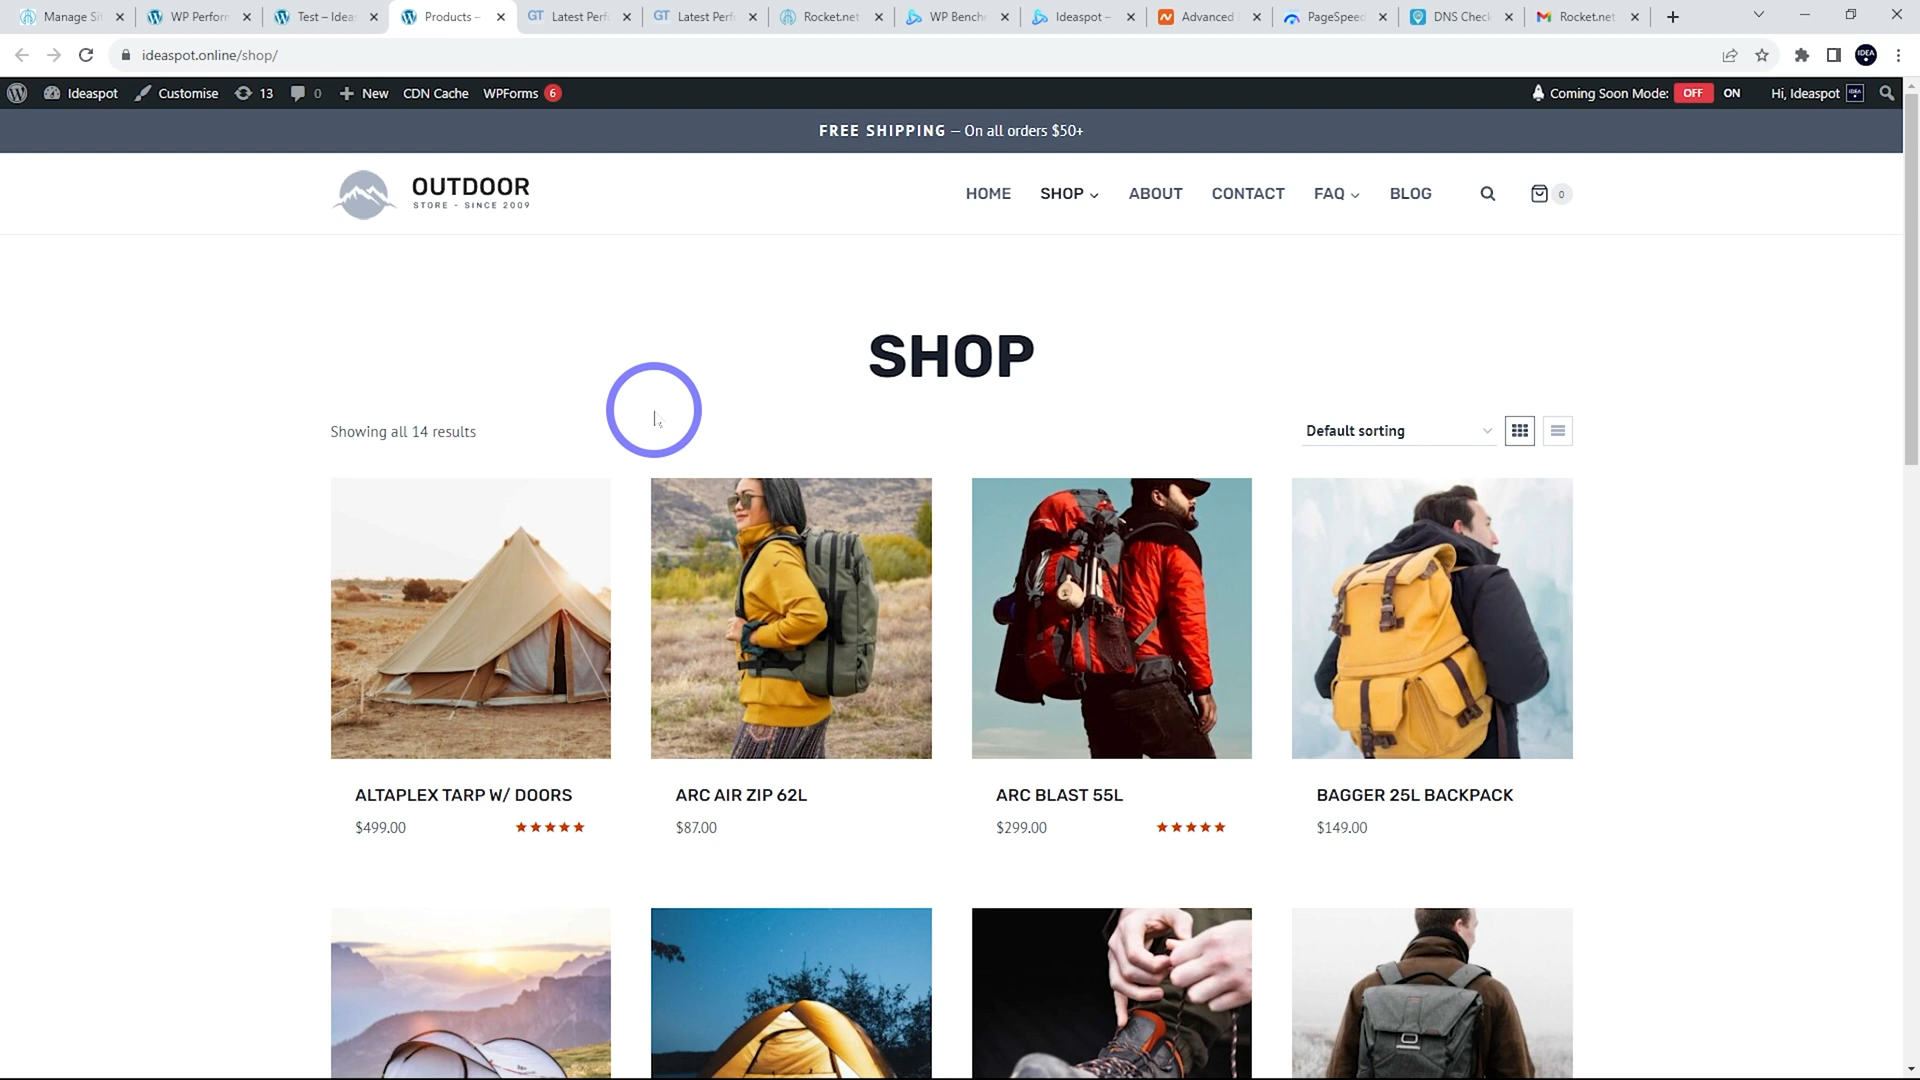 Manage Sit
WP Perform
Test – Idea
Products –
GT Latest Perf
GT Latest Perf
Rocket.net
WP Bench
Ideaspot –
Advanced
PageSpeed
DNS Chec
Rocket.net
ideaspot.online/shop/
IDEA
Ideaspot
Customise
13
0
New
CDN Cache
WPForms 6
Coming Soon Mode: OFF ON
Hi, Ideaspot
FREE SHIPPING – On all orders $50+
OUTDOOR
STORE - SINCE 2009
HOME
SHOP
ABOUT
CONTACT
FAQ
BLOG
0
SHOP
Showing all 14 results
Default sorting
ALTAPLEX TARP W/ DOORS
$499.00
ARC AIR ZIP 62L
$87.00
ARC BLAST 55L
$299.00
BAGGER 25L BACKPACK
$149.00